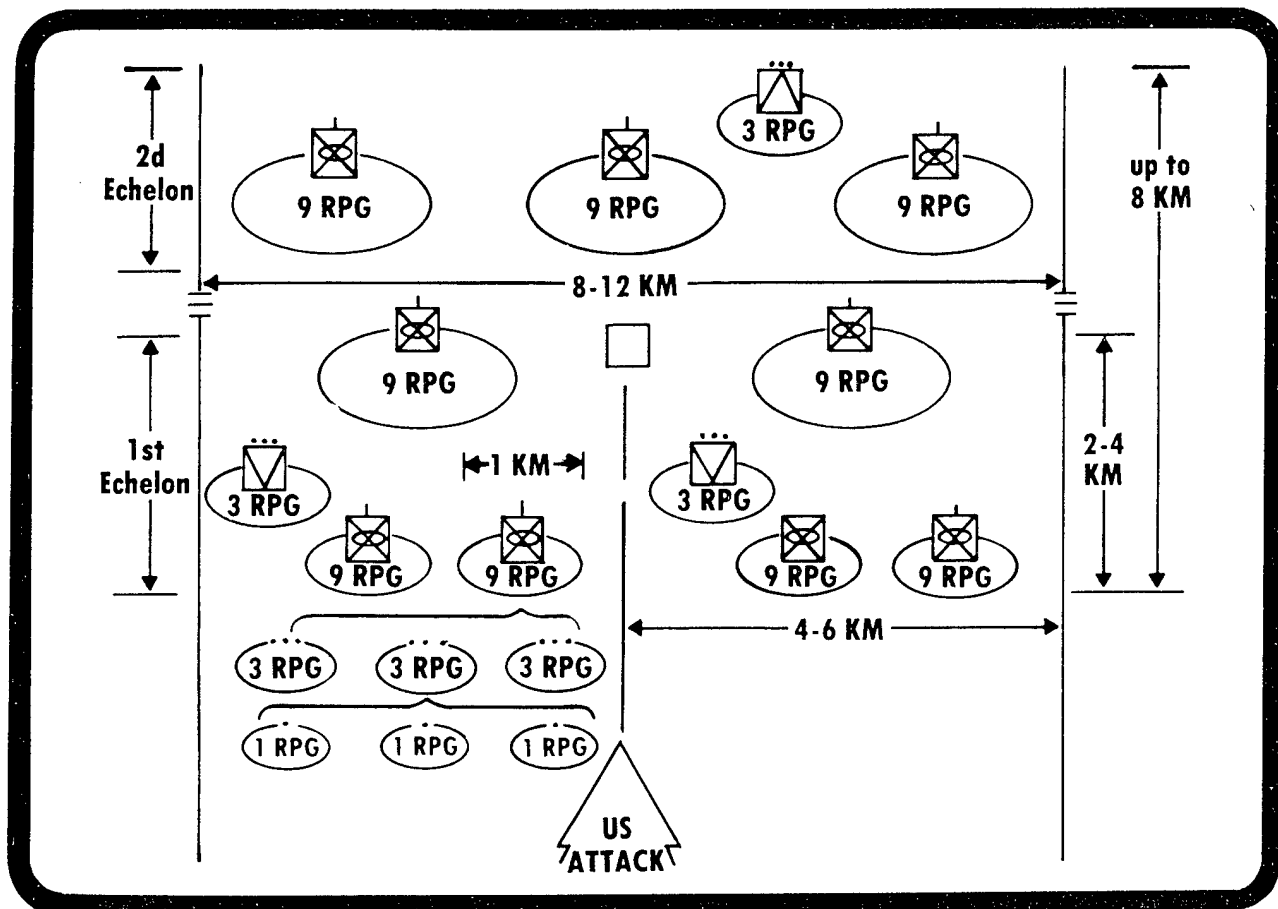 3 RPG
2d
Echelon
9 RPG
9 RPG
9 RPG
up to
8 KM
8-12 KM
9 RPG
9 RPG
1st
Echelon
1 KM
2-4
KM
3 RPG
3 RPG
9 RPG
9 RPG
9 RPG
9 RPG
4-6 KM
3 RPG
3 RPG
3 RPG
1 RPG
1 RPG
1 RPG
US
ATTACK